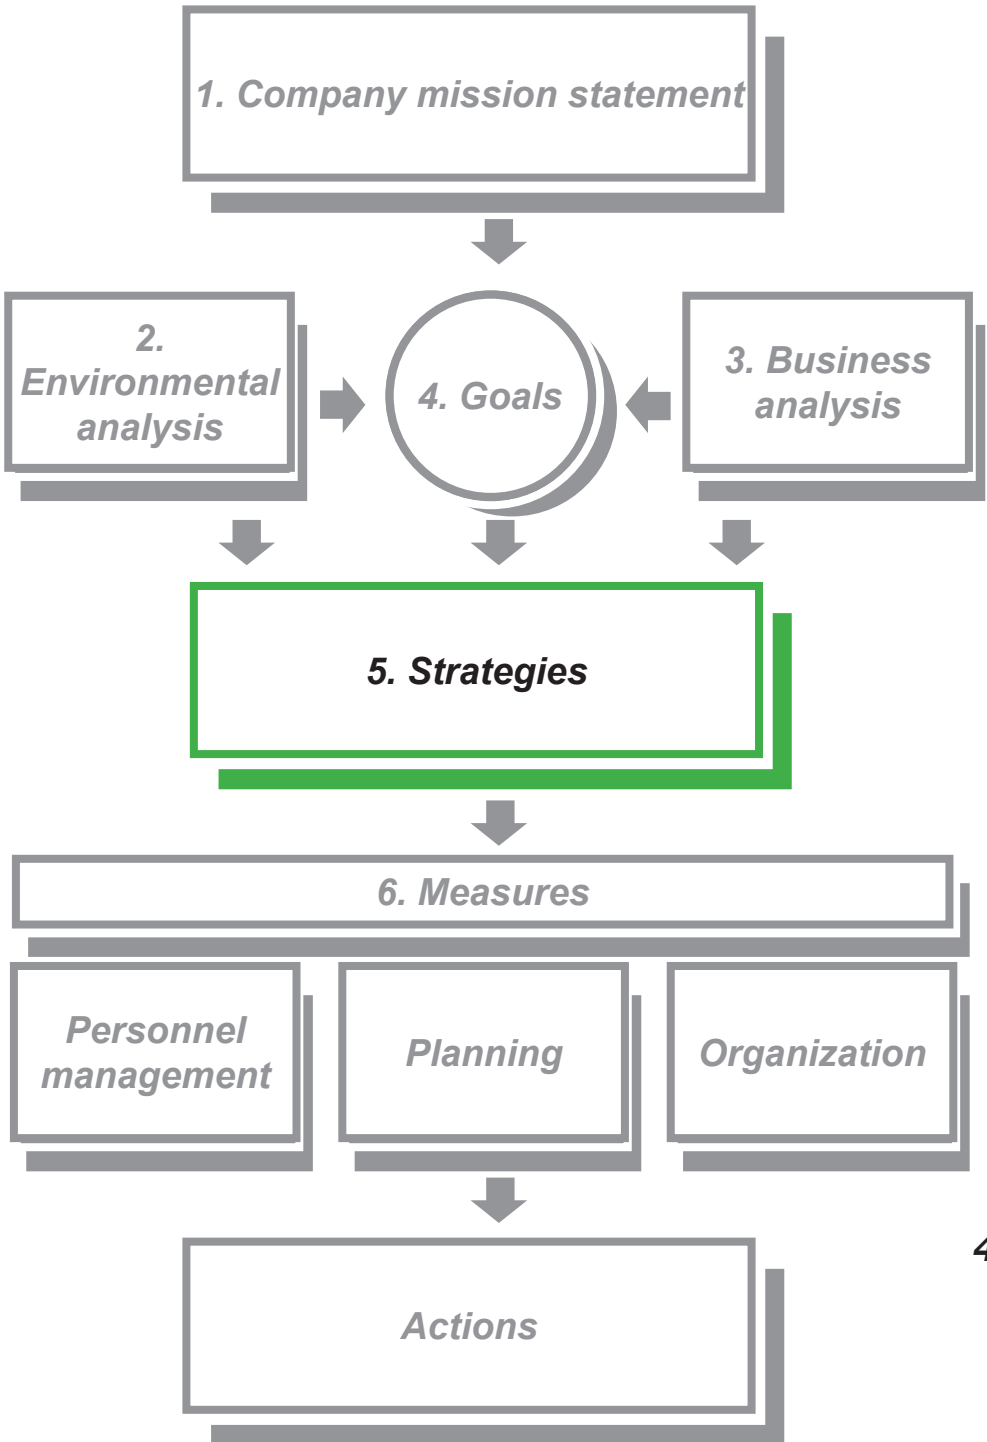 1. Company mission statement
2.
Environmental
analysis
4. Goals
3. Business
analysis
5. Strategies
6. Measures
Personnel
management
Planning
Organization
4
Actions